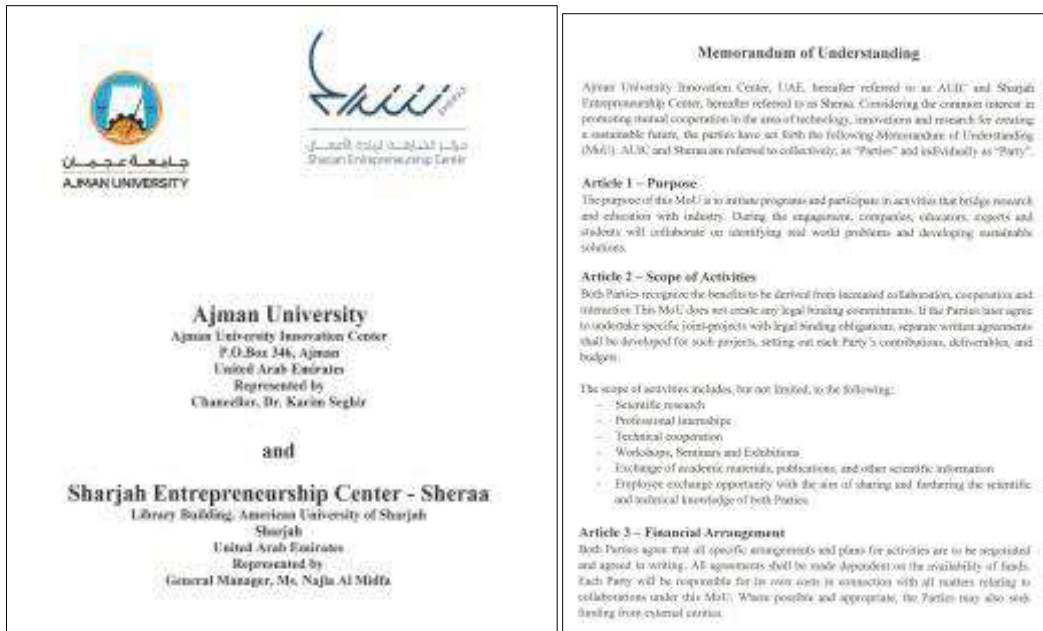 جامعة عجمان
AJMAN UNIVERSITY
شراع
SHERAA
مركز الشارقة لريادة الأعمال
Sharjah Entrepreneurship Center
Ajman University
Ajman University Innovation Center
P.O.Box 346, Ajman
United Arab Emirates
Represented by
Chancellor, Dr. Karim Seghir
and
Sharjah Entrepreneurship Center - Sheraa
Library Building, American University of Sharjah
Sharjah
United Arab Emirates
Represented by
General Manager, Ms. Najla Al Midfa
Memorandum of Understanding
Ajman University Innovation Center, UAE, hereafter referred to as AUIC and Sharjah
Entrepreneurship Center, hereafter referred to as Sheraa. Considering the common interest in
promoting mutual cooperation in the area of technology, innovations and research for creating
a sustainable future, the parties have set forth the following Memorandum of Understanding
(MoU). AUIC and Sheraa are referred to collectively, as "Parties" and individually as "Party".
Article 1 – Purpose
The purpose of this MoU is to initiate programs and participate in activities that bridge research
and education with industry. During the engagement, companies, educators, experts and
students will collaborate on identifying real world problems and developing sustainable
solutions.
Article 2 – Scope of Activities
Both Parties recognize the benefits to be derived from increased collaboration, cooperation and
interaction This MoU does not create any legal binding commitments. If the Parties later agree
to undertake specific joint-projects with legal binding obligations, separate written agreements
shall be developed for such projects, setting out each Party's contributions, deliverables, and
budgets.
The scope of activities includes, but not limited, to the following:
- Scientific research
- Professional internships
- Technical cooperation
- Workshops, Seminars and Exhibitions
- Exchange of academic materials, publications, and other scientific information
- Employee exchange opportunity with the aim of sharing and furthering the scientific
and technical knowledge of both Parties
Article 3 – Financial Arrangement
Both Parties agree that all specific arrangements and plans for activities are to be negotiated
and agreed in writing. All agreements shall be made dependent on the availability of funds.
Each Party will be responsible for its own costs in connection with all matters relating to
collaborations under this MoU. Where possible and appropriate, the Parties may also seek
funding from external entities.